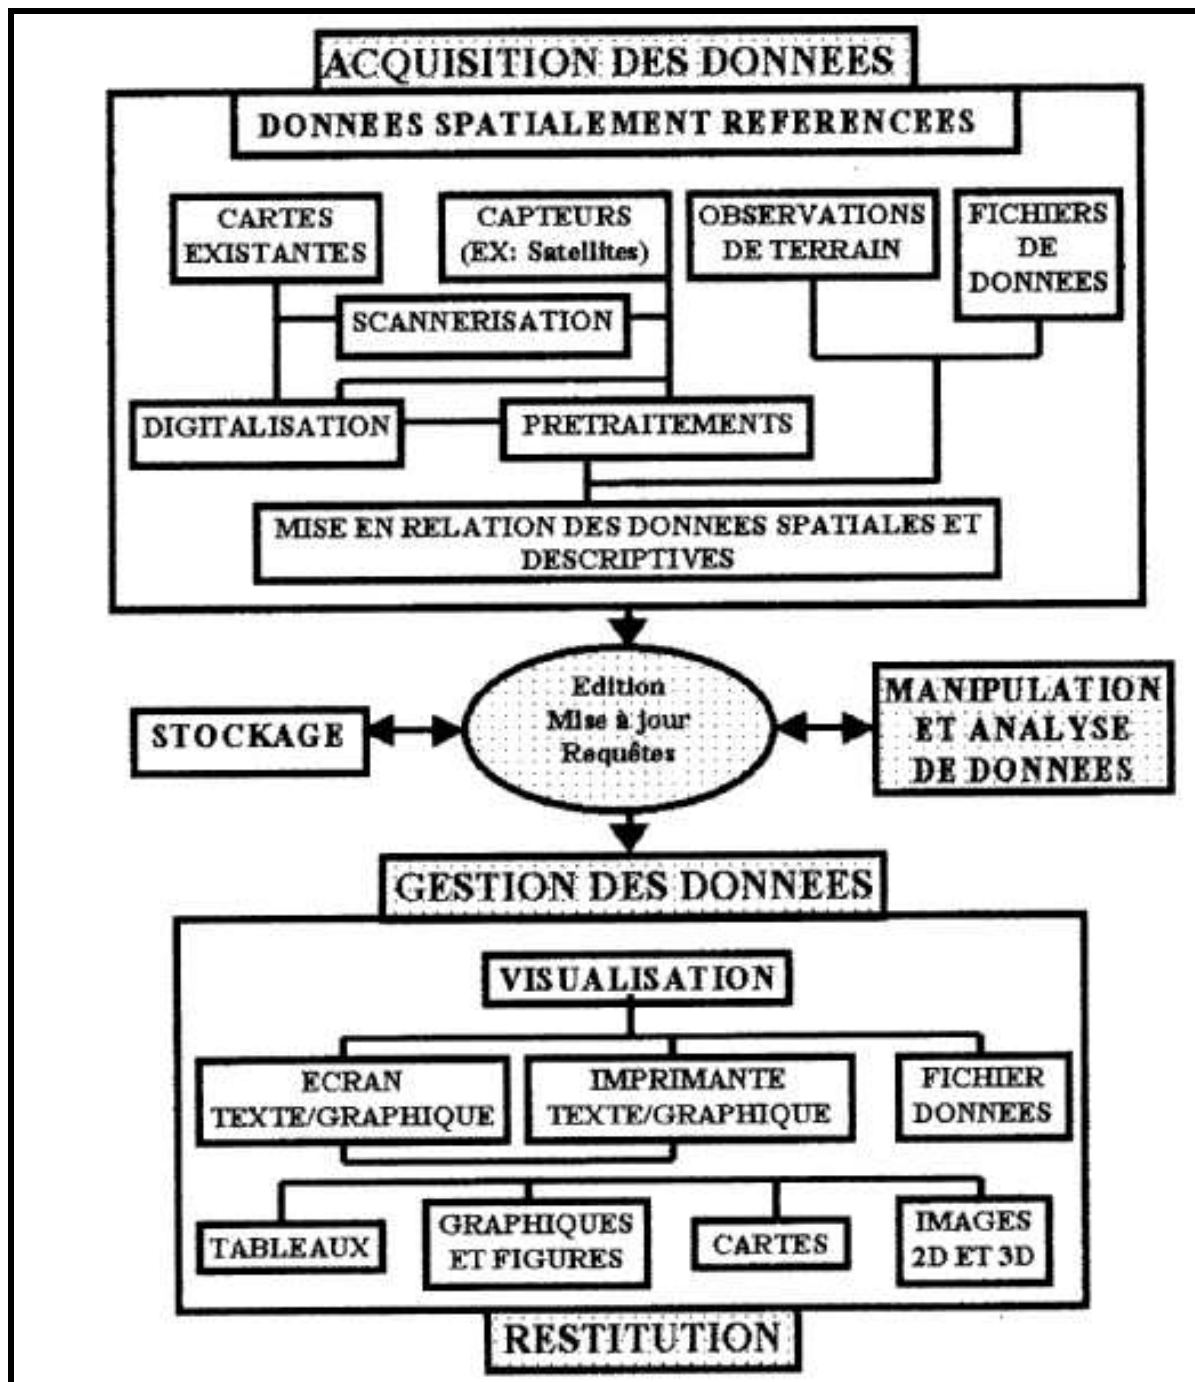 ACQUISITION DES DONNEES
DONNEES SPATIALEMENT REFERENCEES
CARTES
EXISTANTES
CAPTEURS
(EX: Satellites)
OBSERVATIONS
DE TERRAIN
FICHIERS
DE
DONNEES
SCANNERISATION
DIGITALISATION
PRETRAITEMENTS
MISE EN RELATION DES DONNEES SPATIALES ET
DESCRIPTIVES
STOCKAGE
Edition
Mise à jour
Requêtes
MANIPULATION
ET ANALYSE
DE DONNEES
GESTION DES DONNEES
VISUALISATION
ECRAN
TEXTE/GRAPHIQUE
IMPRIMANTE
TEXTE/GRAPHIQUE
FICHIER
DONNEES
TABLEAUX
GRAPHIQUES
ET FIGURES
CARTES
IMAGES
2D ET 3D
RESTITUTION